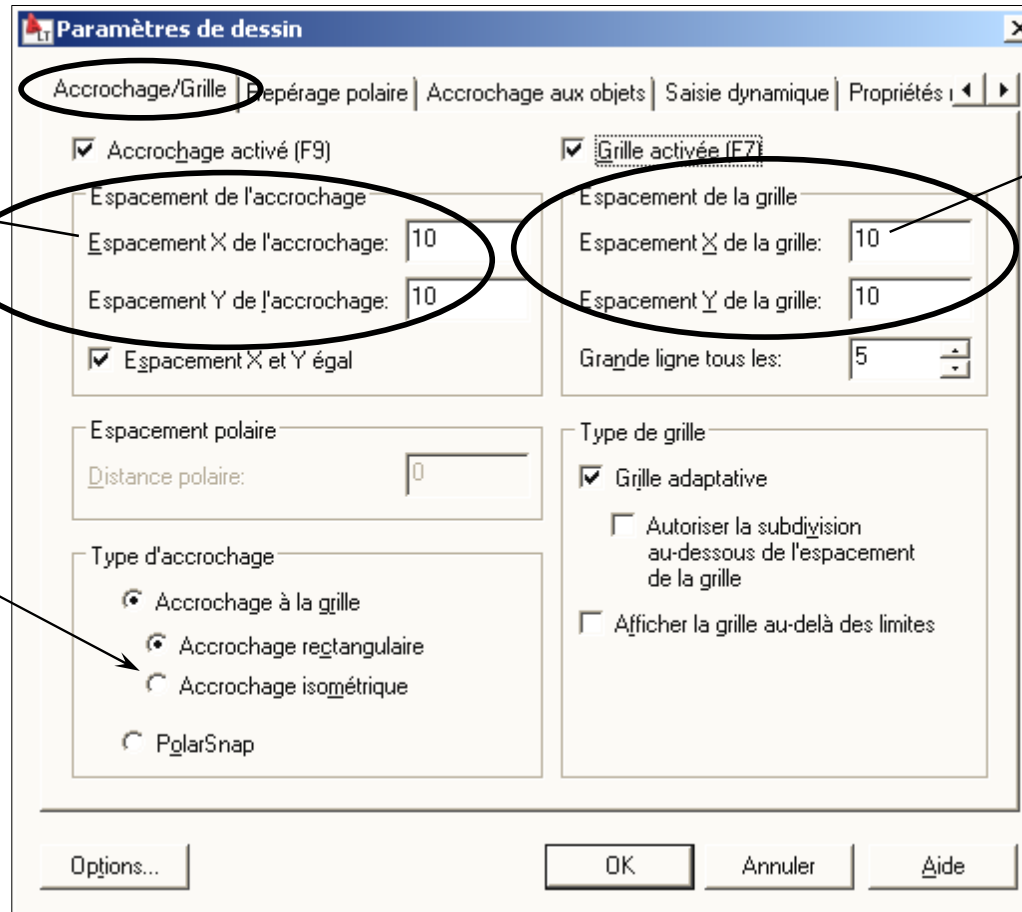 LT Paramètres de dessin
Accrochage/Grille Repérage polaire Accrochage aux objets Saisie dynamique Propriétés
Accrochage activé (F9)
Espacement de l'accrochage
Espacement X de l'accrochage: 10
Espacement Y de l'accrochage: 10
Espacement X et Y égal
Espacement polaire
Distance polaire: 0
Type d'accrochage
Accrochage à la grille
Accrochage rectangulaire
Accrochage isométrique
PolarSnap
Grille activée (F7)
Espacement de la grille
Espacement X de la grille: 10
Espacement Y de la grille: 10
Grande ligne tous les: 5
Type de grille
Grille adaptative
Autoriser la subdivision
au-dessous de l'espacement
de la grille
Afficher la grille au-delà des limites
Options... OK Annuler Aide